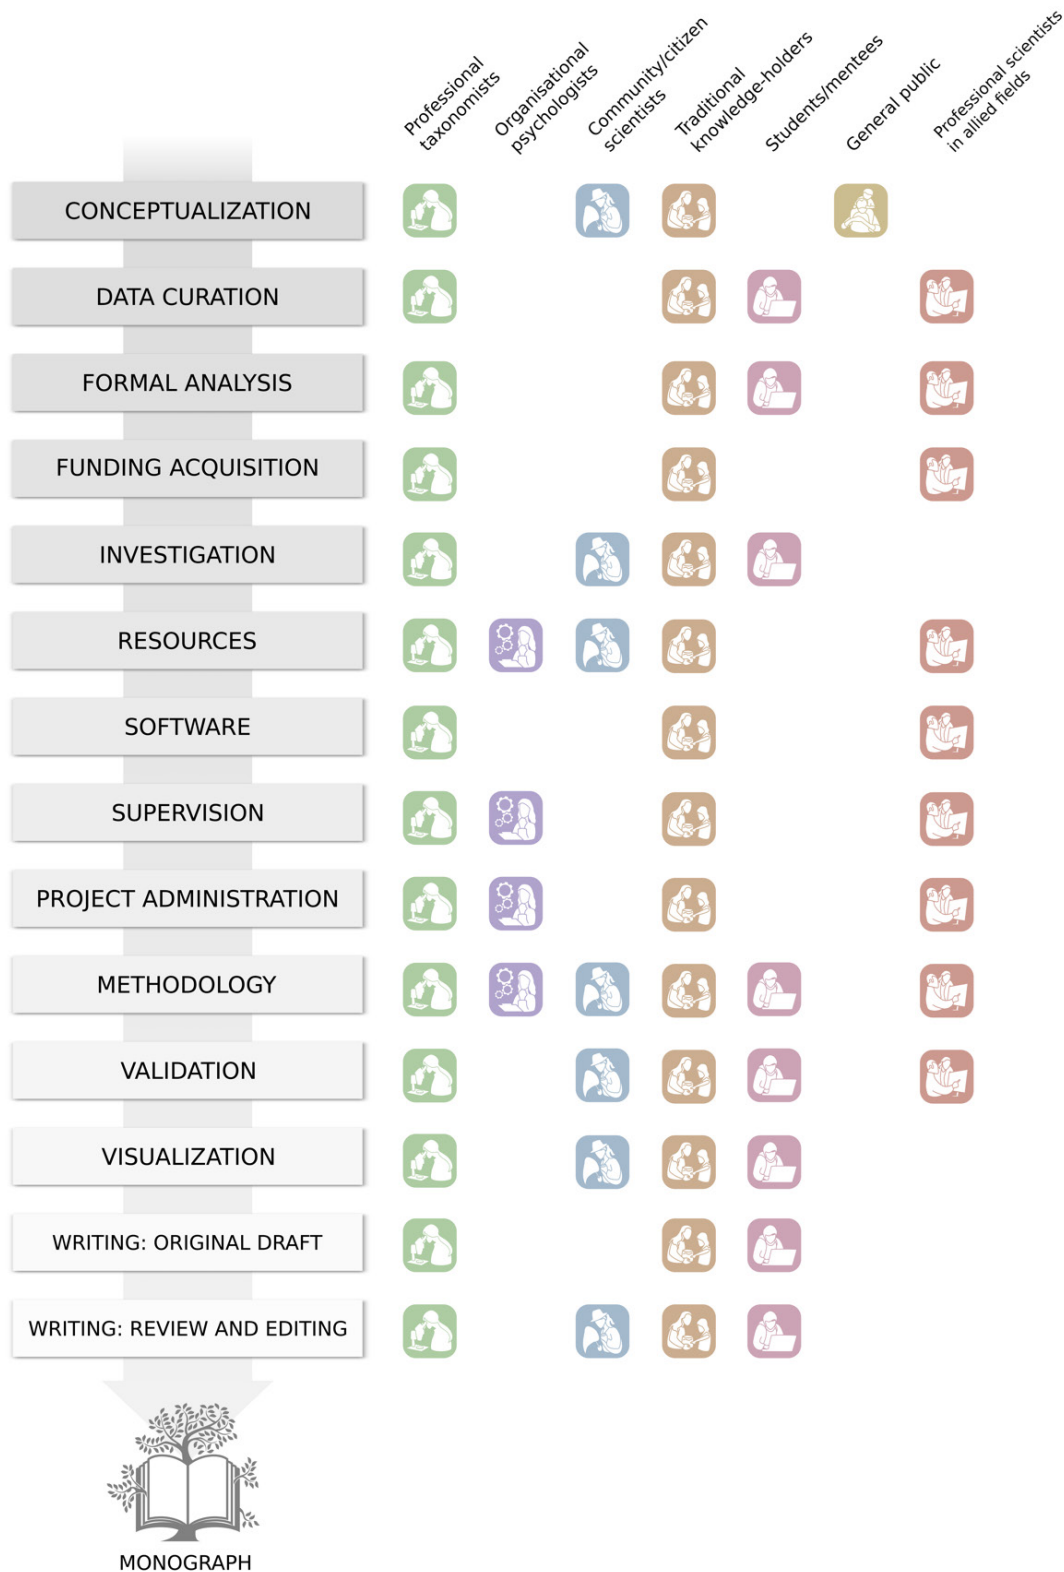 Professional
taxonomists
Organisational
psychologists
Community/citizen
scientists
Traditional
knowledge-holders
Students/mentees
General public
Professional scientists
in allied fields
CONCEPTUALIZATION
DATA CURATION
FORMAL ANALYSIS
FUNDING ACQUISITION
INVESTIGATION
RESOURCES
SOFTWARE
SUPERVISION
PROJECT ADMINISTRATION
METHODOLOGY
VALIDATION
VISUALIZATION
WRITING: ORIGINAL DRAFT
WRITING: REVIEW AND EDITING
MONOGRAPH